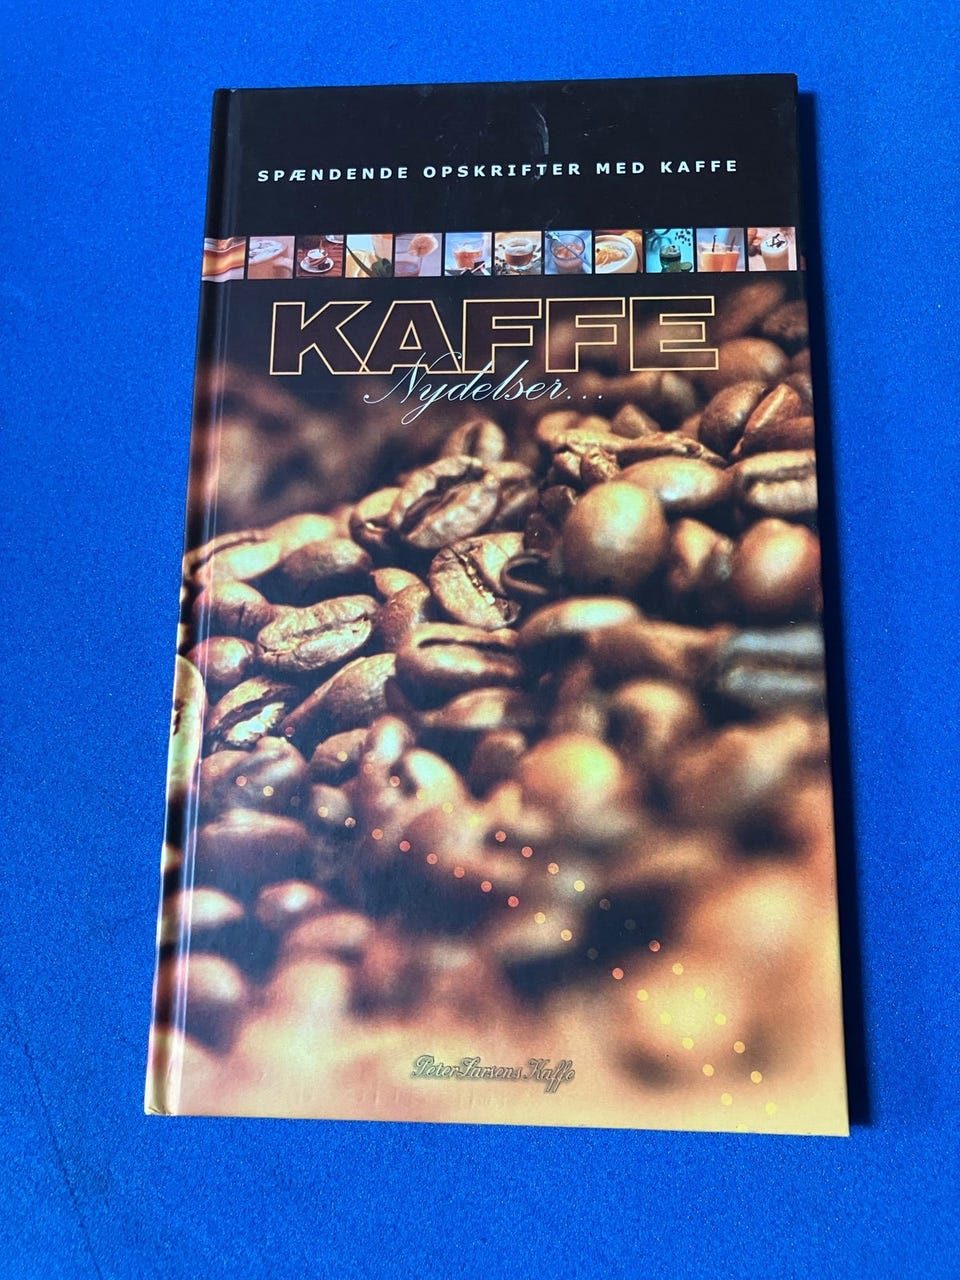 SPÆNDENDE OPSKRIFTER MED KAFFE
KAFFE
Nydelser...
Peter Larsens Kaffe